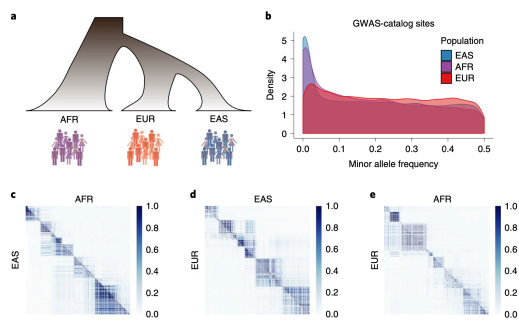 a
AFR
EUR
EAS
b
GWAS-catalog sites
Population
EAS
AFR
EUR
Density
5
4
3
2
1
0
0.0 0.1 0.2 0.3 0.4 0.5
Minor allele frequency
c
AFR
EAS
1.0
0.8
0.6
0.4
0.2
0.0
d
EAS
EUR
1.0
0.8
0.6
0.4
0.2
0.0
e
AFR
EUR
1.0
0.8
0.6
0.4
0.2
0.0